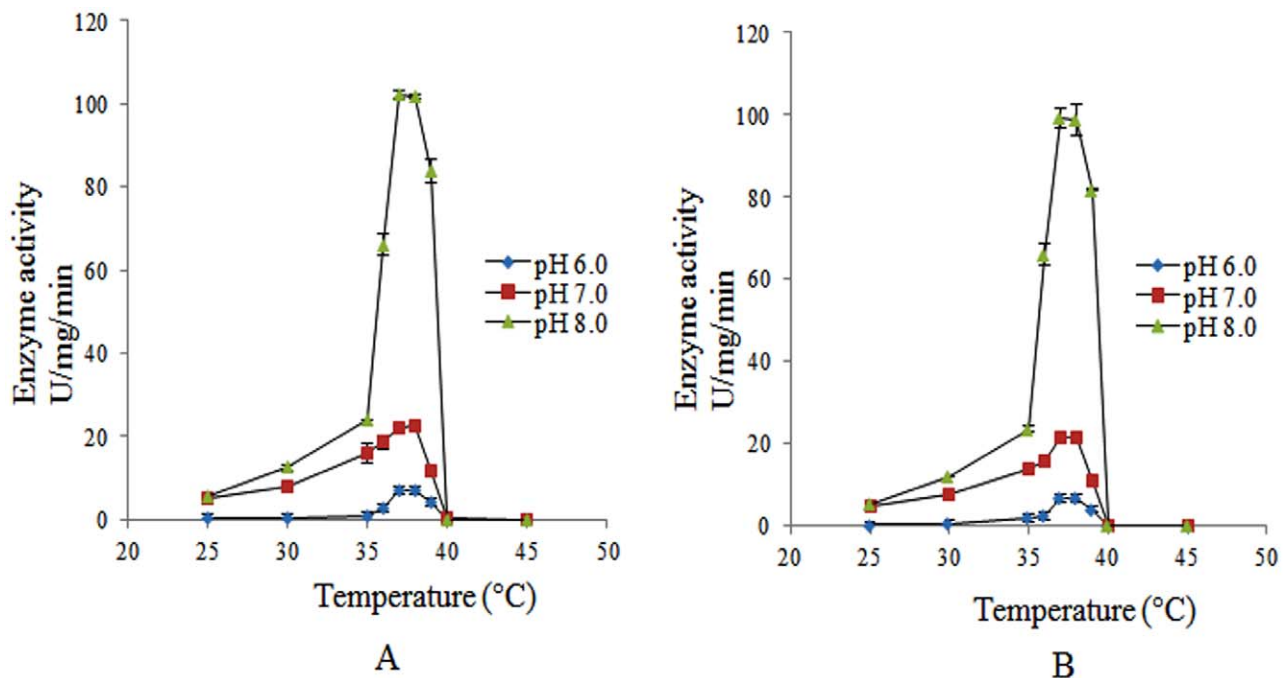 Enzyme activity
U/mg/min
120
100
80
60
40
20
0
20 25 30 35 40 45 50
Temperature (°C)
pH 6.0
pH 7.0
pH 8.0
A
Enzyme activity
U/mg/min
120
100
80
60
40
20
0
20 25 30 35 40 45 50
Temperature (°C)
pH 6.0
pH 7.0
pH 8.0
B